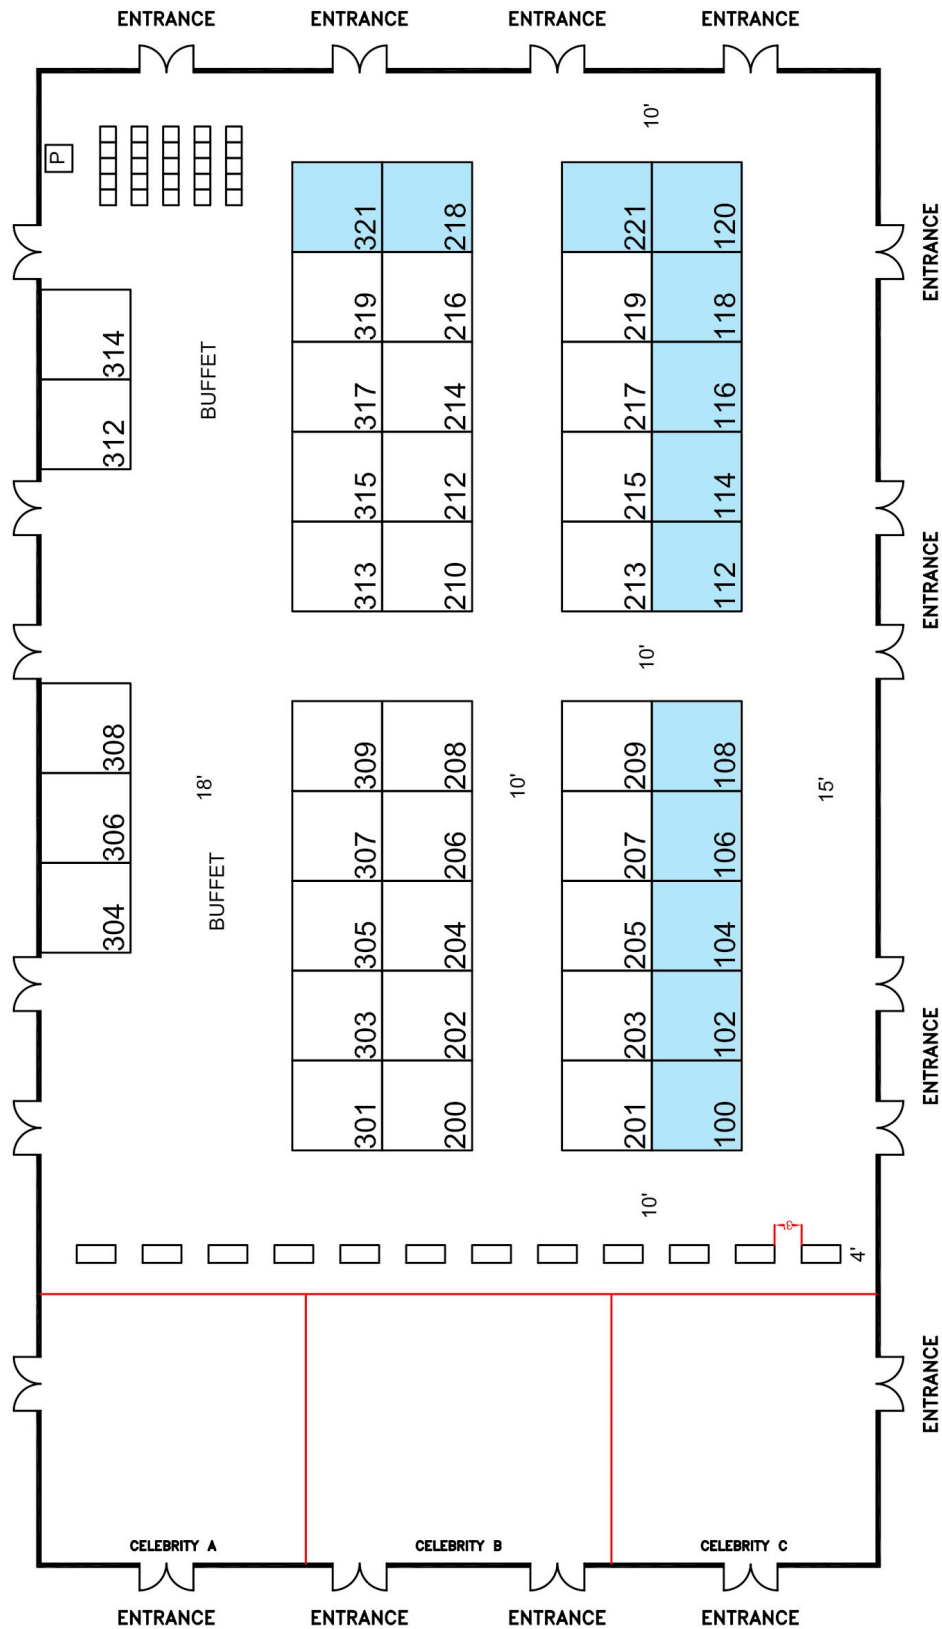 ENTRANCE
ENTRANCE
ENTRANCE
ENTRANCE
10'
P
321
218
221
120
ENTRANCE
319
216
219
118
314
BUFFET
317
214
217
116
312
315
212
215
114
313
210
213
112
ENTRANCE
10'
308
309
208
209
108
18'
10'
15'
306
307
206
207
106
BUFFET
304
305
204
205
104
303
202
203
102
ENTRANCE
301
200
201
100
10'
3'
4'
ENTRANCE
CELEBRITY A
CELEBRITY B
CELEBRITY C
ENTRANCE
ENTRANCE
ENTRANCE
ENTRANCE